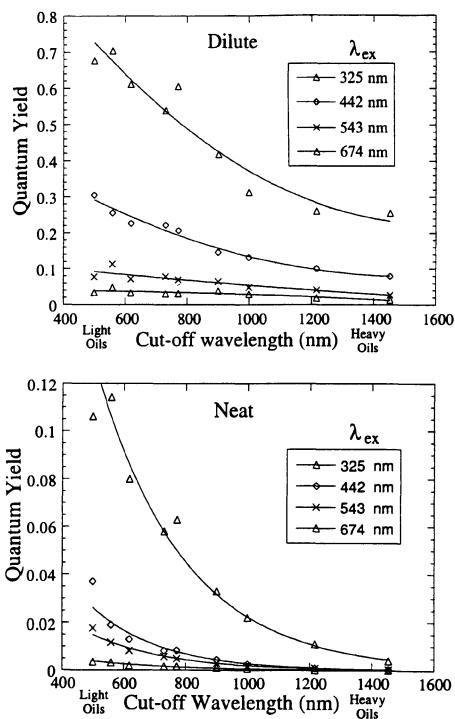 Dilute
λex
325 nm
442 nm
543 nm
674 nm
Quantum Yield
0.8
0.7
0.6
0.5
0.4
0.3
0.2
0.1
0
400 600 800 1000 1200 1400 1600
Light Oils
Cut-off wavelength (nm)
Heavy Oils
Neat
λex
325 nm
442 nm
543 nm
674 nm
Quantum Yield
0.12
0.1
0.08
0.06
0.04
0.02
0
400 600 800 1000 1200 1400 1600
Light Oils
Cut-off Wavelength (nm)
Heavy Oils